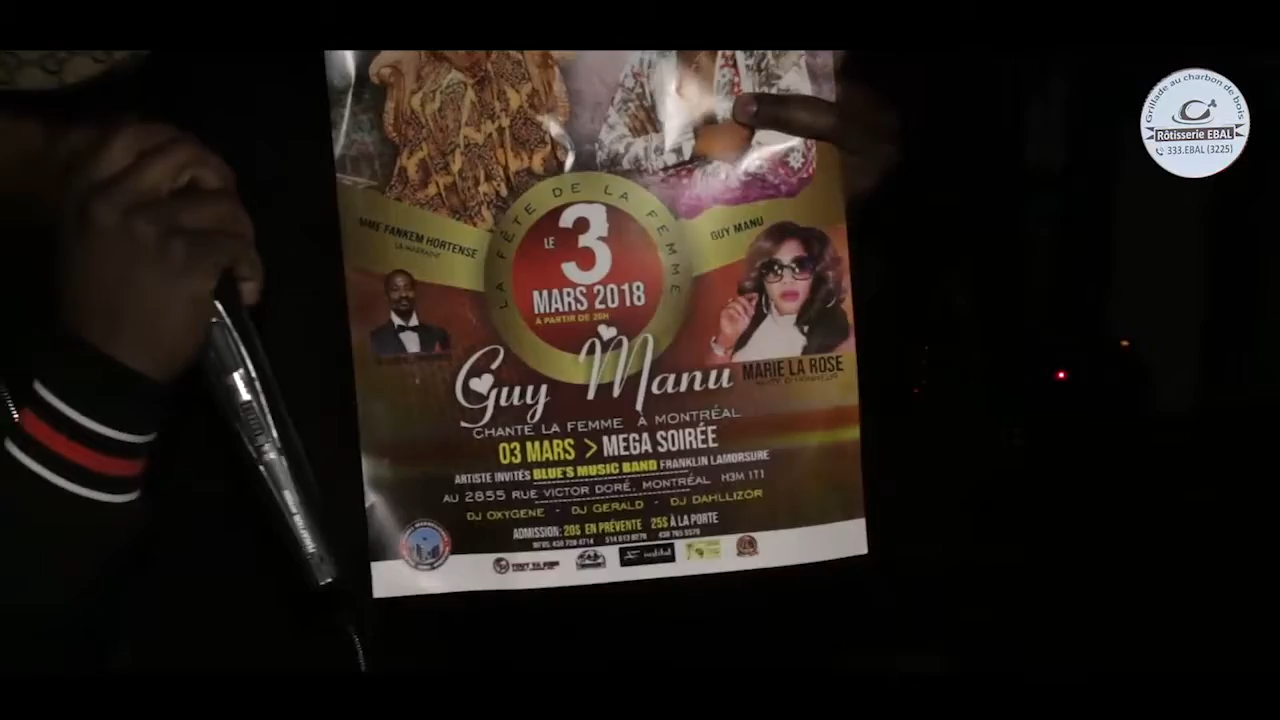 Grillade au charbon de bois
Rôtisserie EBAL
333.EBAL (3225)
LA FÊTE DE LA FEMME
MME FANKEM HORTENSE
LA MARRAINE
GUY MANU
LE 3
MARS 2018
À PARTIR DE 20H
Guy Manu
MARIE LA ROSE
CHANTE LA FEMME À MONTRÉAL
03 MARS > MEGA SOIRÉE
ARTISTE INVITÉS BLUE'S MUSIC BAND FRANKLIN LAMORSURE
AU 2855 RUE VICTOR DORÉ, MONTRÉAL H3M 1T1
DJ OXYGENE - DJ GERALD - DJ DAHLLIZOR
ADMISSION: 20$ EN PRÉVENTE 25$ À LA PORTE